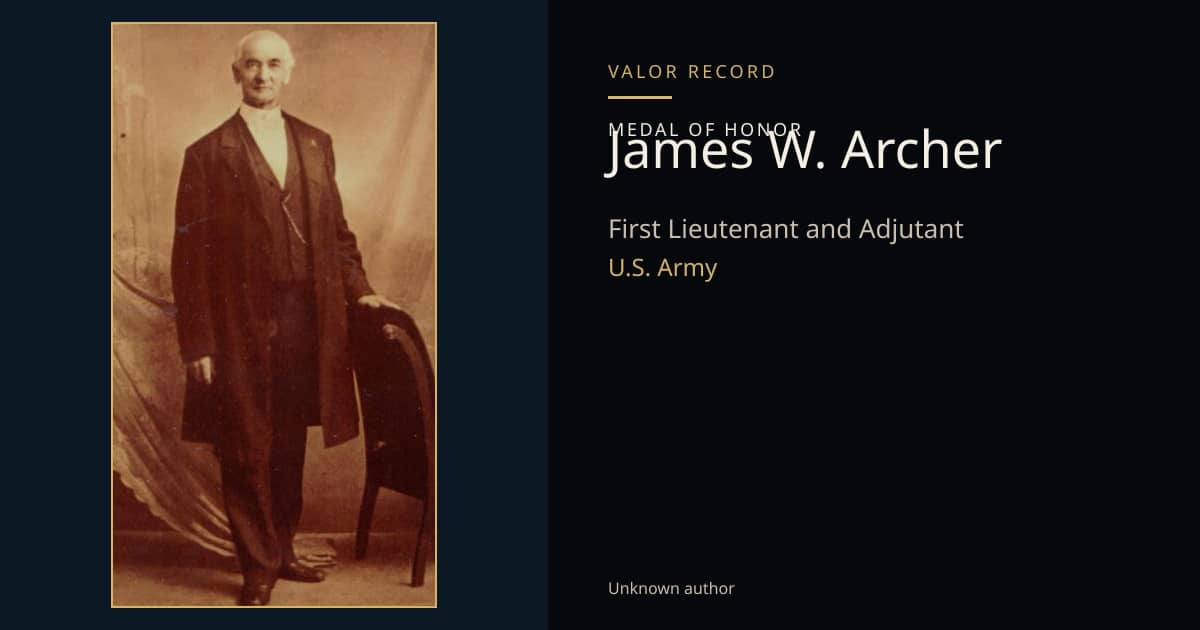 VALOR RECORD
MEDAL OF HONOR
James W. Archer
First Lieutenant and Adjutant
U.S. Army
Unknown author